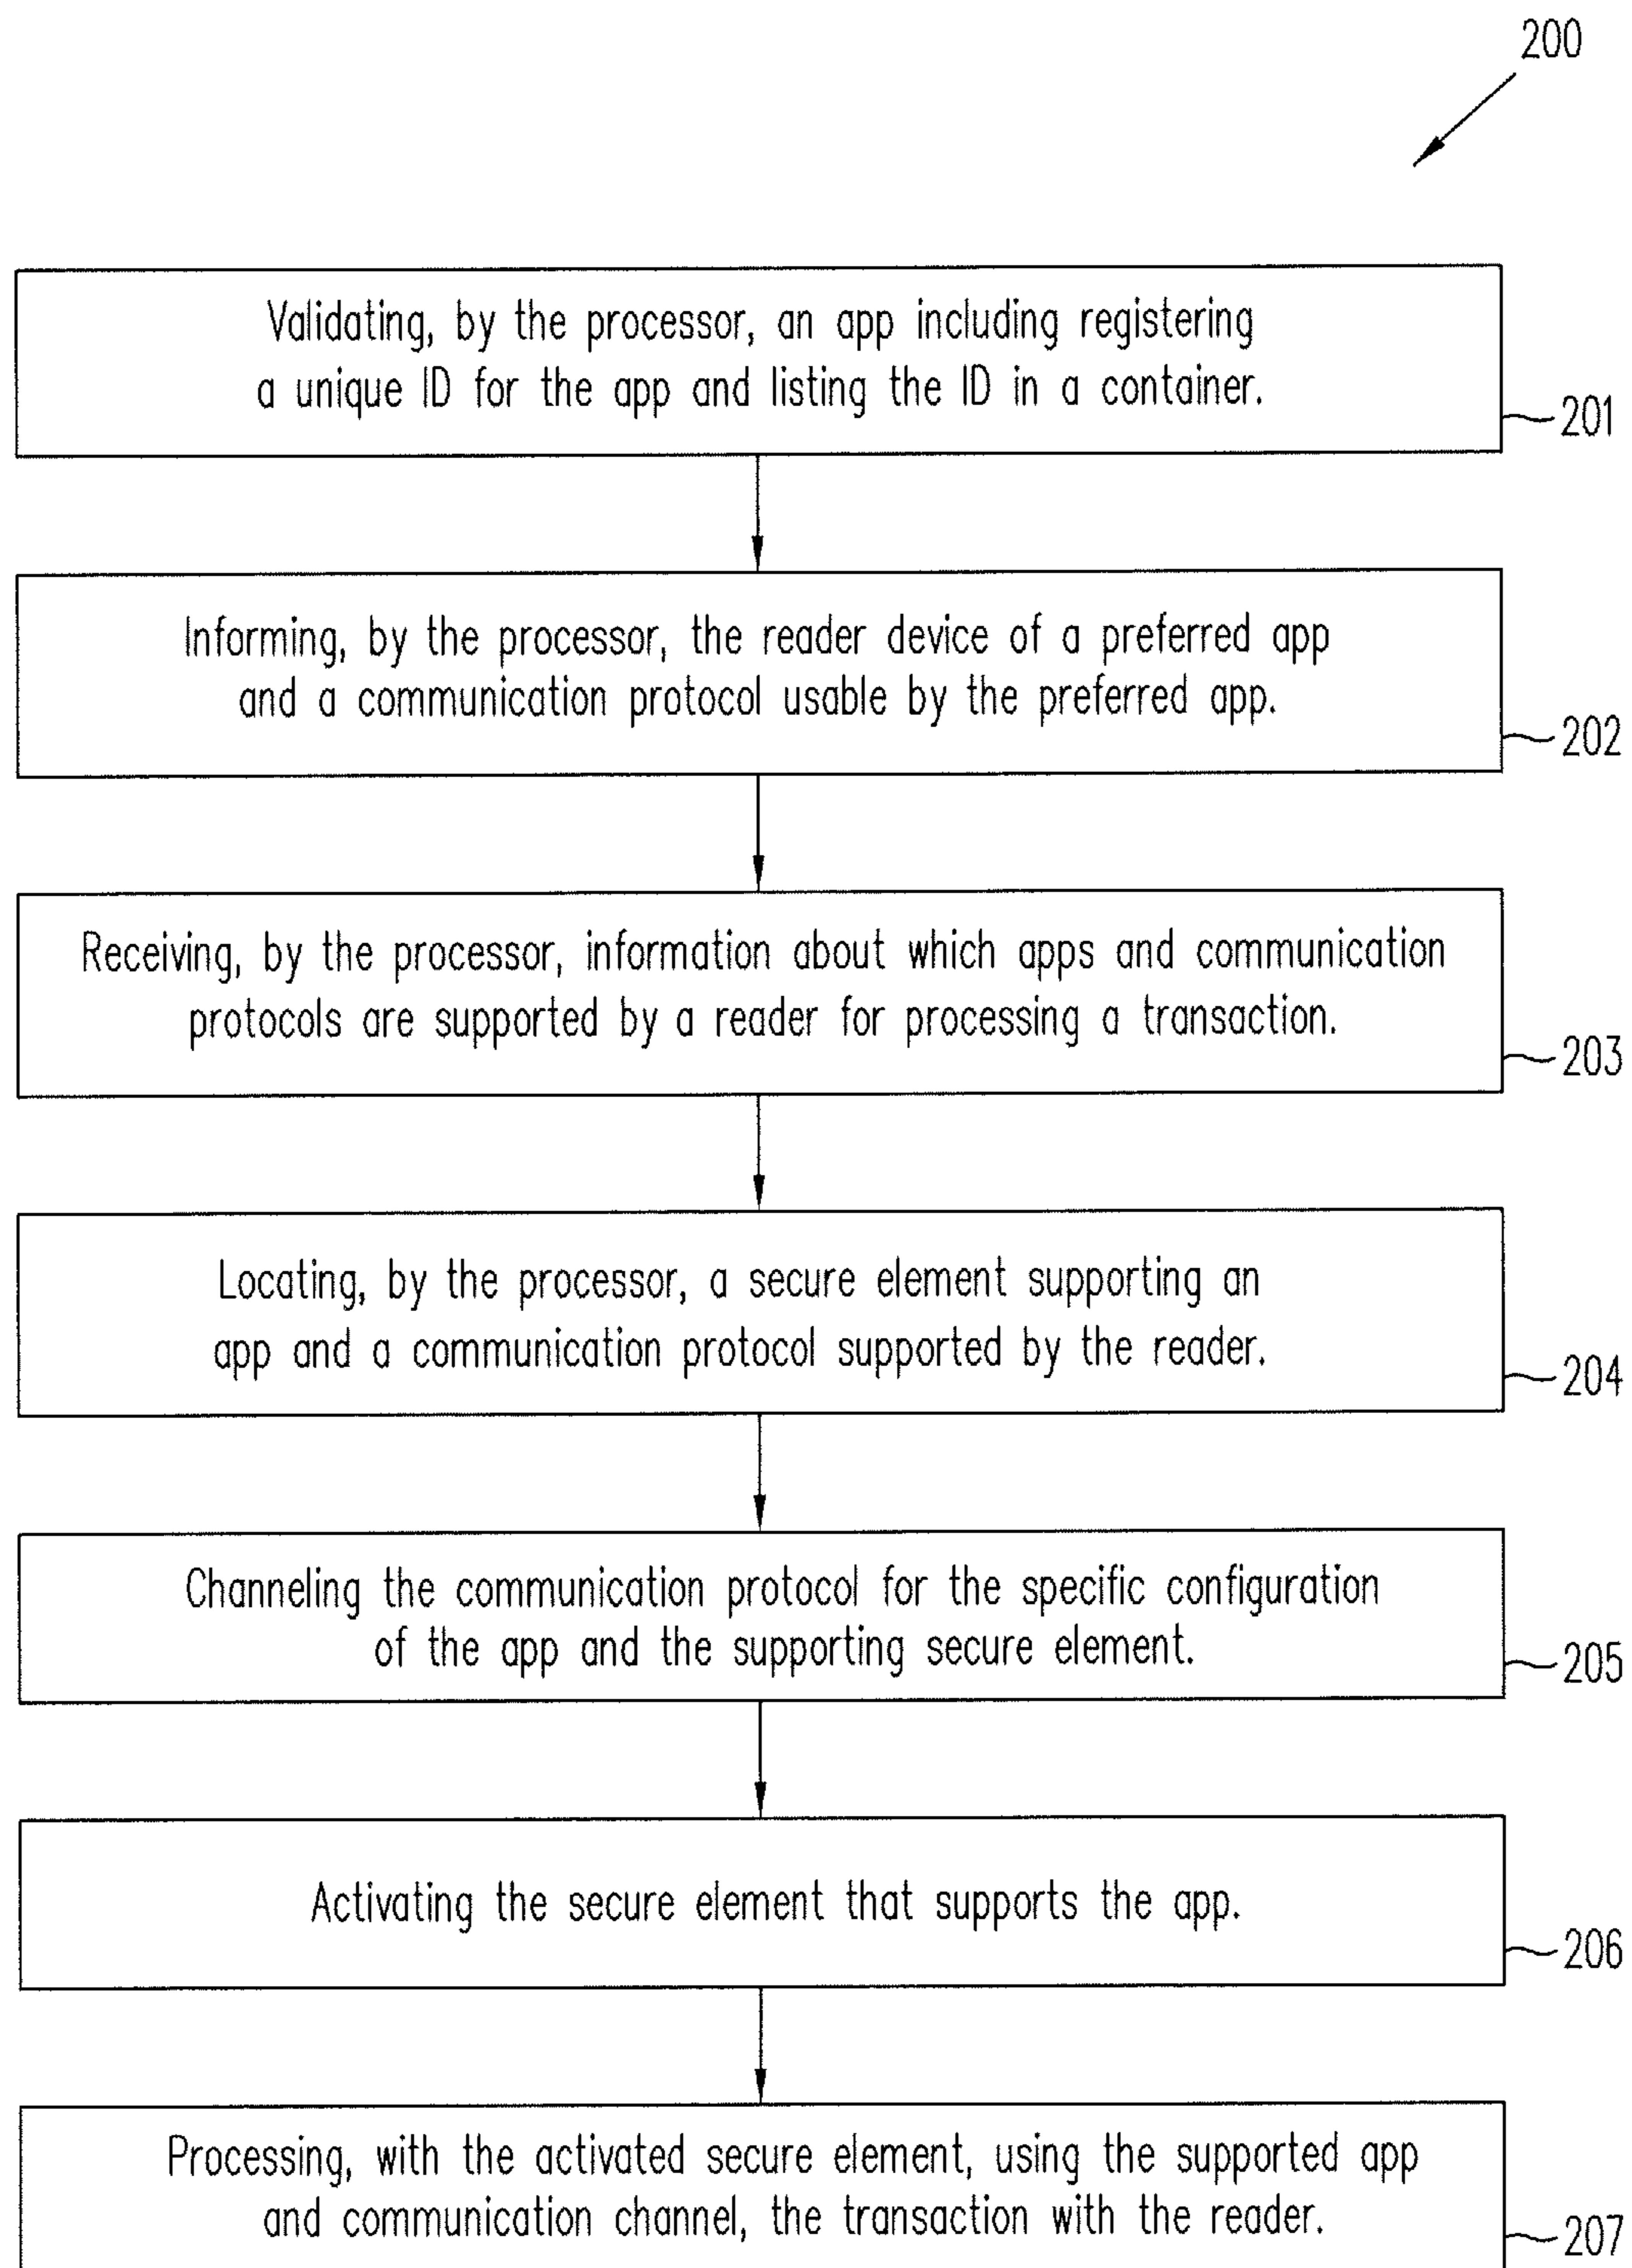 200
Validating, by the processor, an app including registering
a unique ID for the app and listing the ID in a container.
201
Informing, by the processor, the reader device of a preferred app
and a communication protocol usable by the preferred app.
202
Receiving, by the processor, information about which apps and communication
protocols are supported by a reader for processing a transaction.
203
Locating, by the processor, a secure element supporting an
app and a communication protocol supported by the reader.
204
Channeling the communication protocol for the specific configuration
of the app and the supporting secure element.
205
Activating the secure element that supports the app.
206
Processing, with the activated secure element, using the supported app
and communication channel, the transaction with the reader.
207